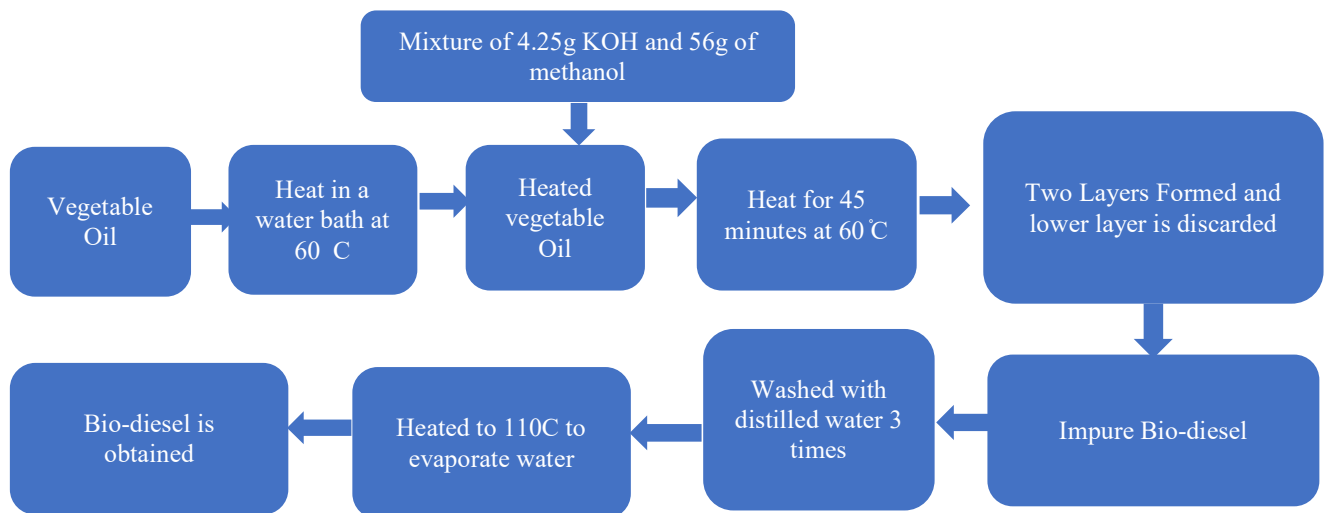 Mixture of 4.25g KOH and 56g of
methanol
Vegetable
Oil
Heat in a
water bath at
60 C
Heated
vegetable
Oil
Heat for 45
minutes at 60℃
Two Layers Formed and
lower layer is discarded
Impure Bio-diesel
Washed with
distilled water 3
times
Heated to 110C to
evaporate water
Bio-diesel is
obtained